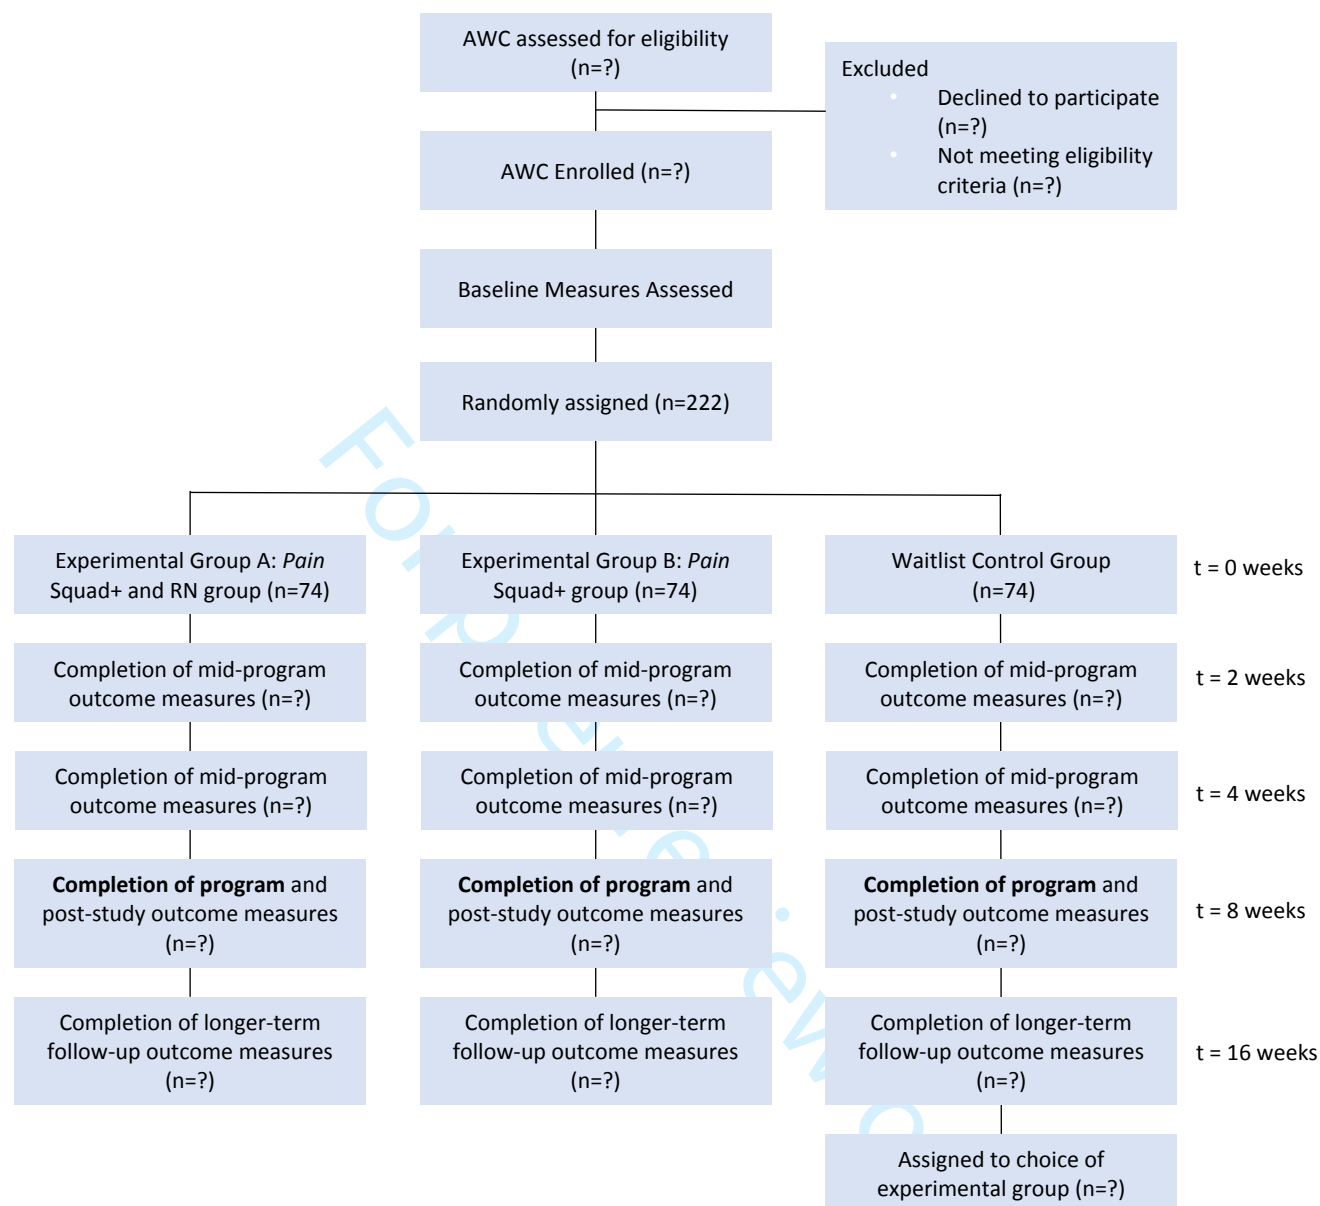 AWC assessed for eligibility
(n=?)
Excluded
• Declined to participate
(n=?)
• Not meeting eligibility
criteria (n=?)
AWC Enrolled (n=?)
Baseline Measures Assessed
Randomly assigned (n=222)
Experimental Group A: Pain
Squad+ and RN group (n=74)
Experimental Group B: Pain
Squad+ group (n=74)
Waitlist Control Group
(n=74)
t = 0 weeks
Completion of mid-program
outcome measures (n=?)
Completion of mid-program
outcome measures (n=?)
Completion of mid-program
outcome measures (n=?)
t = 2 weeks
Completion of mid-program
outcome measures (n=?)
Completion of mid-program
outcome measures (n=?)
Completion of mid-program
outcome measures (n=?)
t = 4 weeks
Completion of program and
post-study outcome measures
(n=?)
Completion of program and
post-study outcome measures
(n=?)
Completion of program and
post-study outcome measures
(n=?)
t = 8 weeks
Completion of longer-term
follow-up outcome measures
(n=?)
Completion of longer-term
follow-up outcome measures
(n=?)
Completion of longer-term
follow-up outcome measures
(n=?)
t = 16 weeks
Assigned to choice of
experimental group (n=?)
For